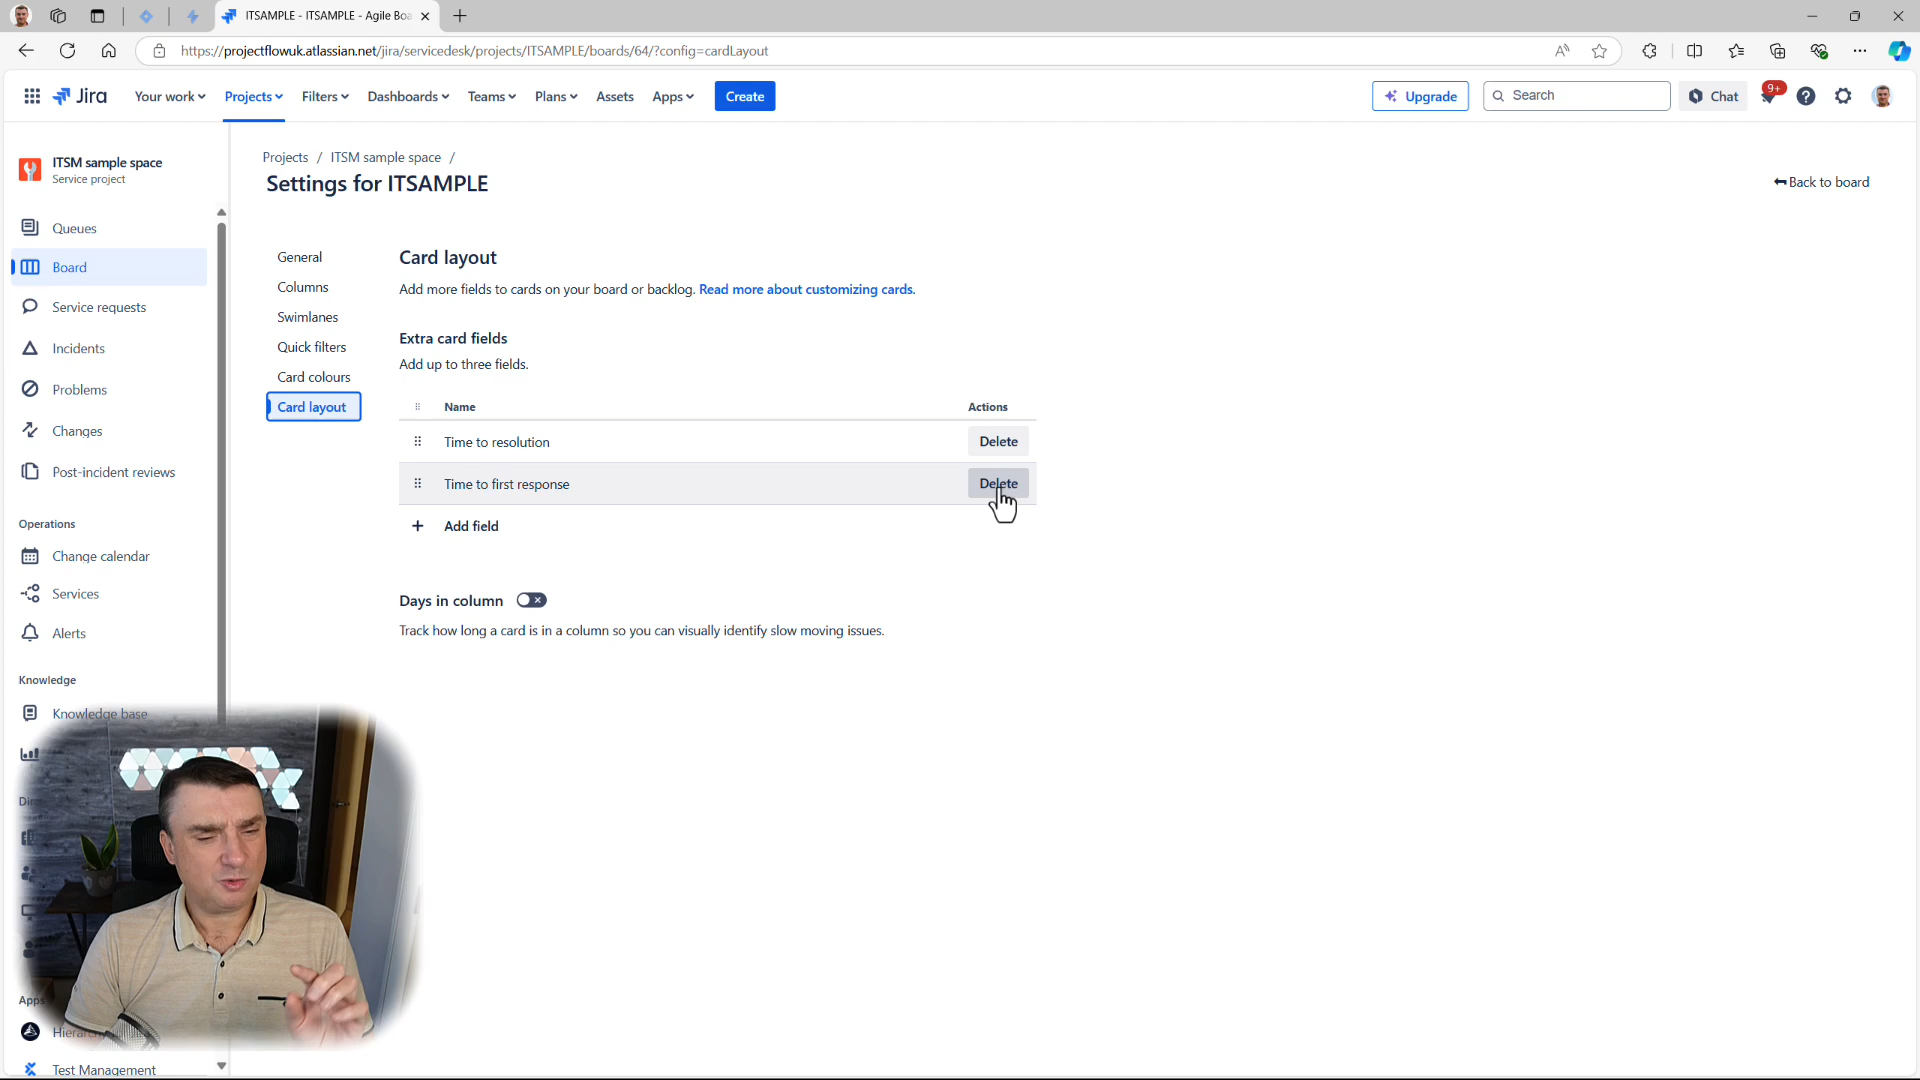 ITSAMPLE - ITSAMPLE - Agile Boa
https://projectflowuk.atlassian.net/jira/servicedesk/projects/ITSAMPLE/boards/64/?config=cardLayout
Jira
Your work
Projects
Filters
Dashboards
Teams
Plans
Assets
Apps
Create
Upgrade
Search
Chat
9+
ITSM sample space
Service project
Projects / ITSM sample space /
Settings for ITSAMPLE
Back to board
Queues
Board
Service requests
Incidents
Problems
Changes
Post-incident reviews
Operations
Change calendar
Services
Alerts
Knowledge
Knowledge base
Apps
Test Management
General
Columns
Swimlanes
Quick filters
Card colours
Card layout
Card layout
Add more fields to cards on your board or backlog. Read more about customizing cards.
Extra card fields
Add up to three fields.
Name Actions
Time to resolution Delete
Time to first response Delete
+ Add field
Days in column
Track how long a card is in a column so you can visually identify slow moving issues.